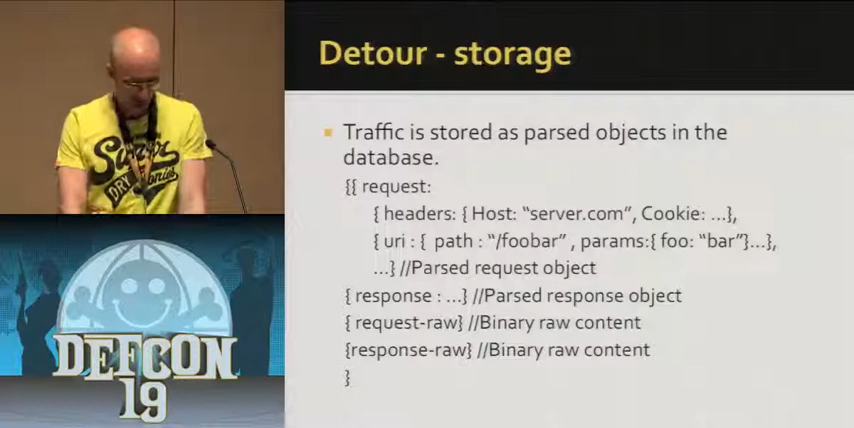 Detour - storage
Traffic is stored as parsed objects in the
database.
{{ request:
{ headers: { Host: “server.com”, Cookie: ...},
{ uri : { path : “/foobar” , params:{ foo: “bar”}...},
...} //Parsed request object
{ response : ...} //Parsed response object
{ request-raw} //Binary raw content
{response-raw} //Binary raw content
}
DRY
DEFCON
19